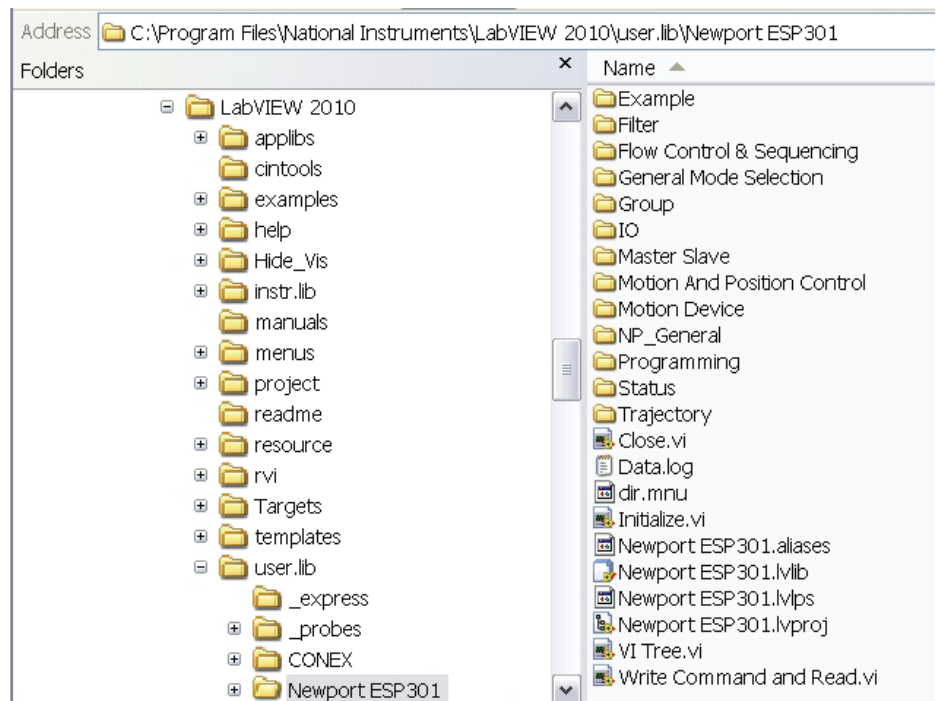 Address C:\Program Files\National Instruments\LabVIEW 2010\user.lib\Newport ESP301
Folders
LabVIEW 2010
applibs
cintools
examples
help
Hide_Vis
instr.lib
manuals
menus
project
readme
resource
rvi
Targets
templates
user.lib
_express
_probes
CONEX
Newport ESP301
Name
Example
Filter
Flow Control & Sequencing
General Mode Selection
Group
IO
Master Slave
Motion And Position Control
Motion Device
NP_General
Programming
Status
Trajectory
Close.vi
Data.log
dir.mnu
Initialize.vi
Newport ESP301.aliases
Newport ESP301.lvlib
Newport ESP301.lvlps
Newport ESP301.lvproj
VI Tree.vi
Write Command and Read.vi